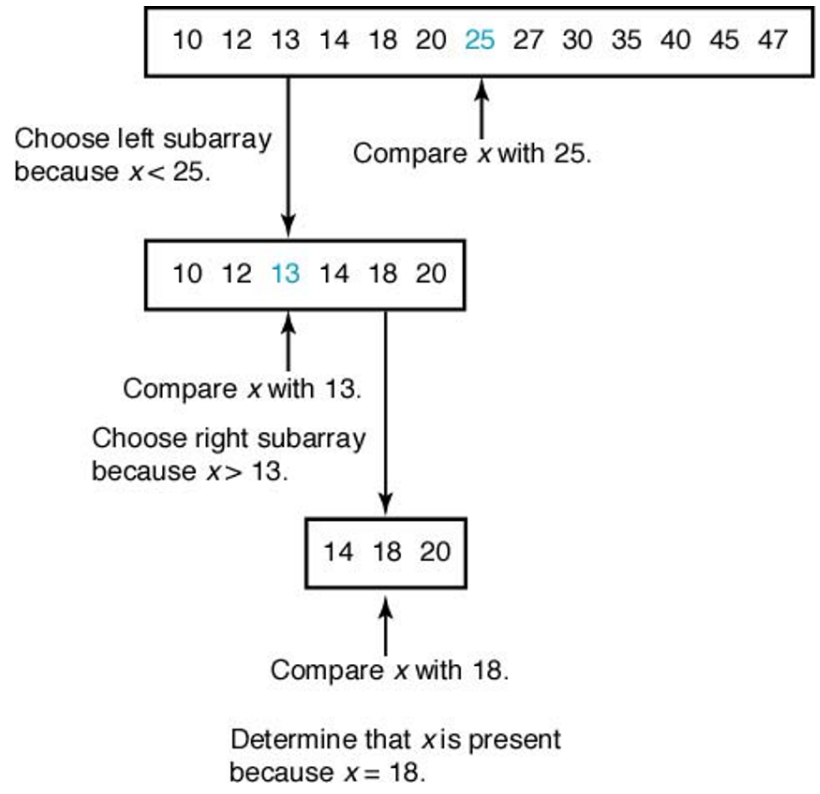 10 12 13 14 18 20 25 27 30 35 40 45 47
Choose left subarray
because x < 25.
Compare x with 25.
10 12 13 14 18 20
Compare x with 13.
Choose right subarray
because x > 13.
14 18 20
Compare x with 18.
Determine that x is present
because x = 18.